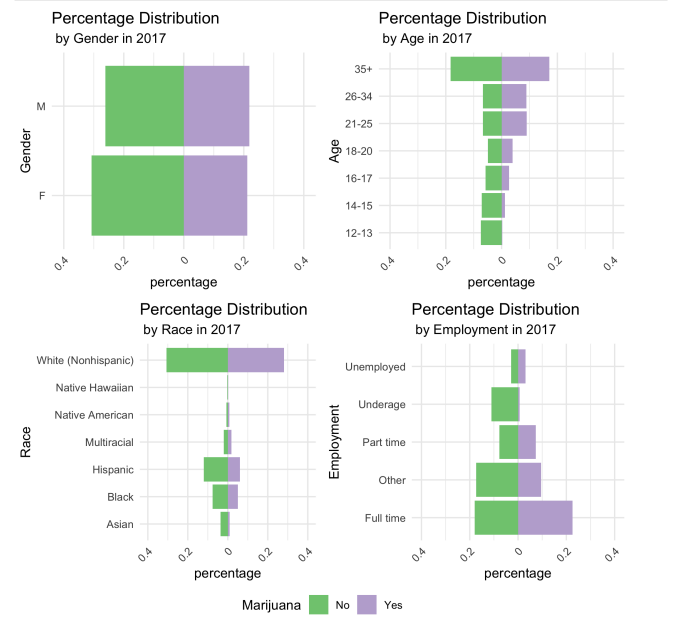 Percentage Distribution
by Gender in 2017
Gender
M
F
0.4 0.2 0 0.2 0.4
percentage
Percentage Distribution
by Age in 2017
Age
35+
26-34
21-25
18-20
16-17
14-15
12-13
0.4 0.2 0 0.2 0.4
percentage
Percentage Distribution
by Race in 2017
Race
White (Nonhispanic)
Native Hawaiian
Native American
Multiracial
Hispanic
Black
Asian
0.4 0.2 0 0.2 0.4
percentage
Percentage Distribution
by Employment in 2017
Employment
Unemployed
Underage
Part time
Other
Full time
0.4 0.2 0 0.2 0.4
percentage
Marijuana No Yes